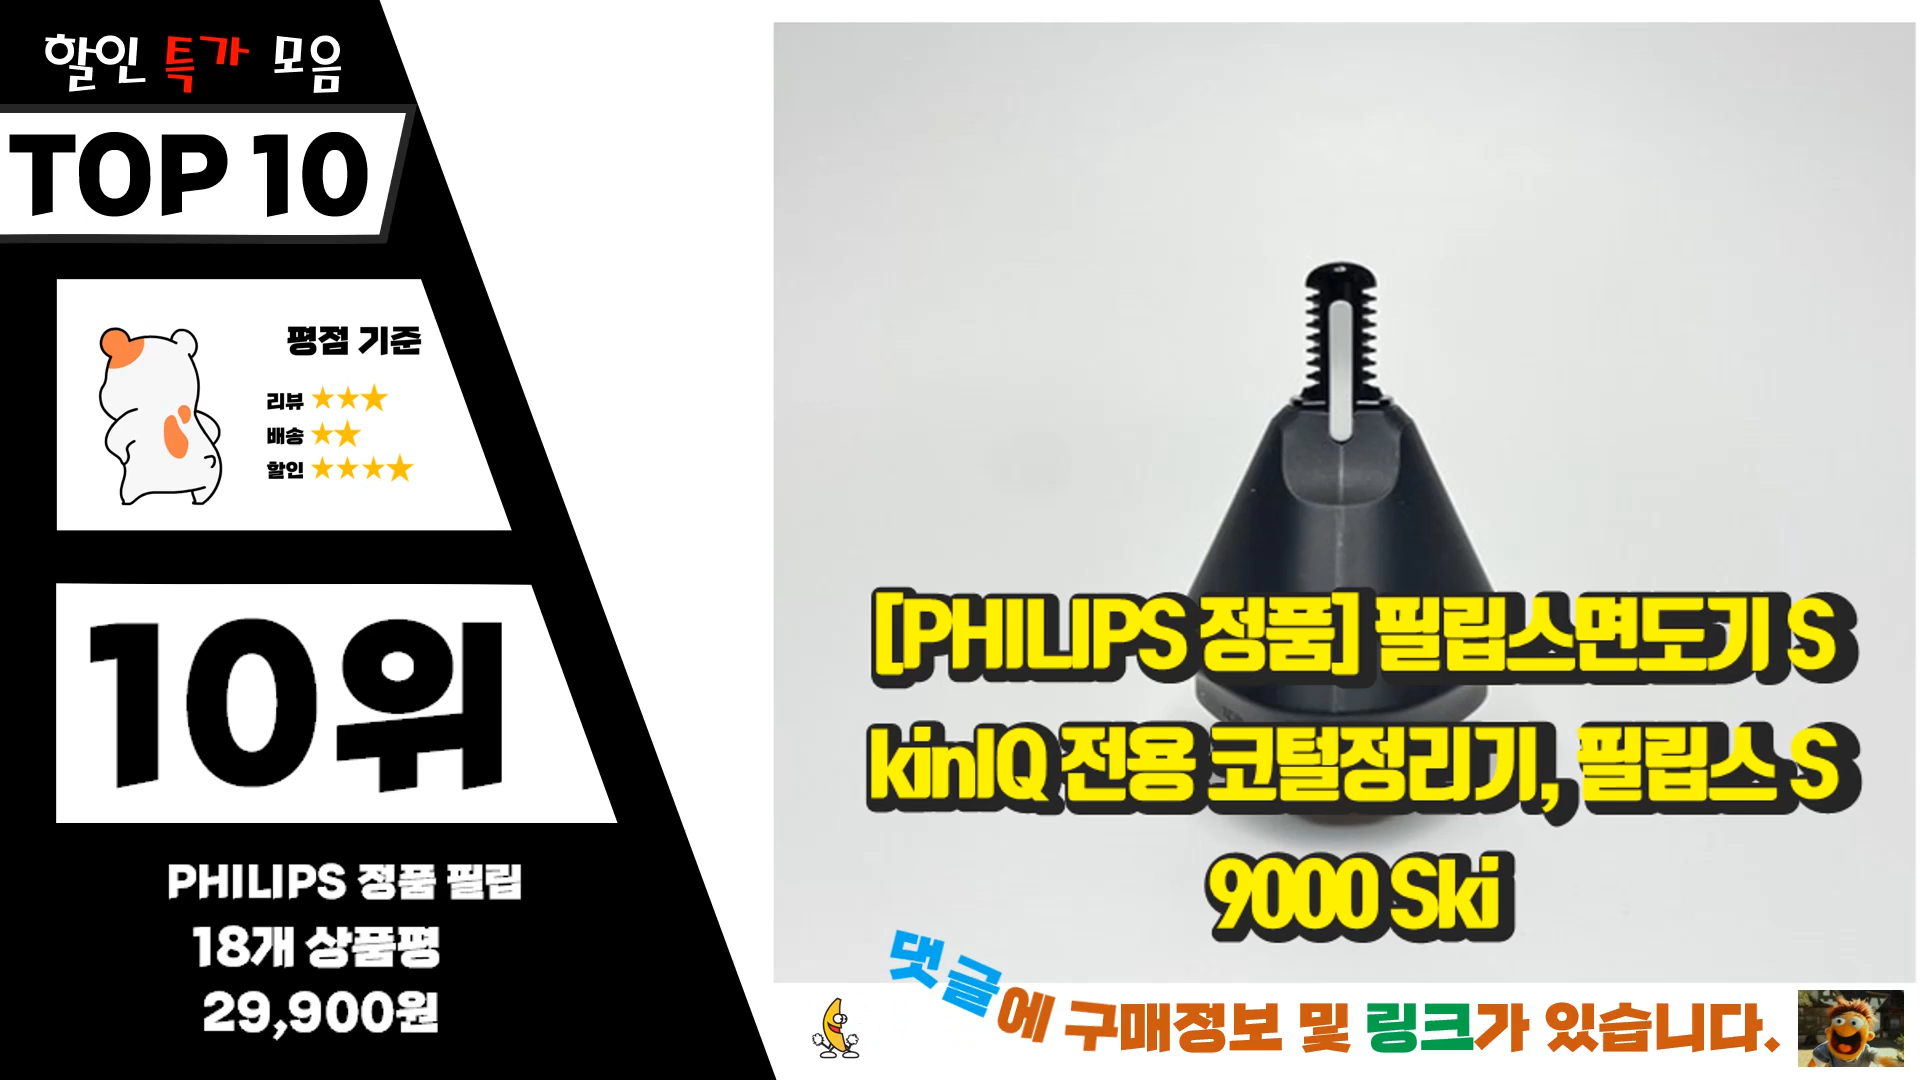 할인 특가 모음
TOP 10
평점 기준
리뷰 ★★★
배송 ★★
할인 ★★★★
10위
PHILIPS 정품 필립
18개 상품평
29,900원
[PHILIPS 정품] 필립스면도기 S
kinIQ 전용 코털정리기, 필립스 S
9000 Ski
댓글에 구매정보 및 링크가 있습니다.